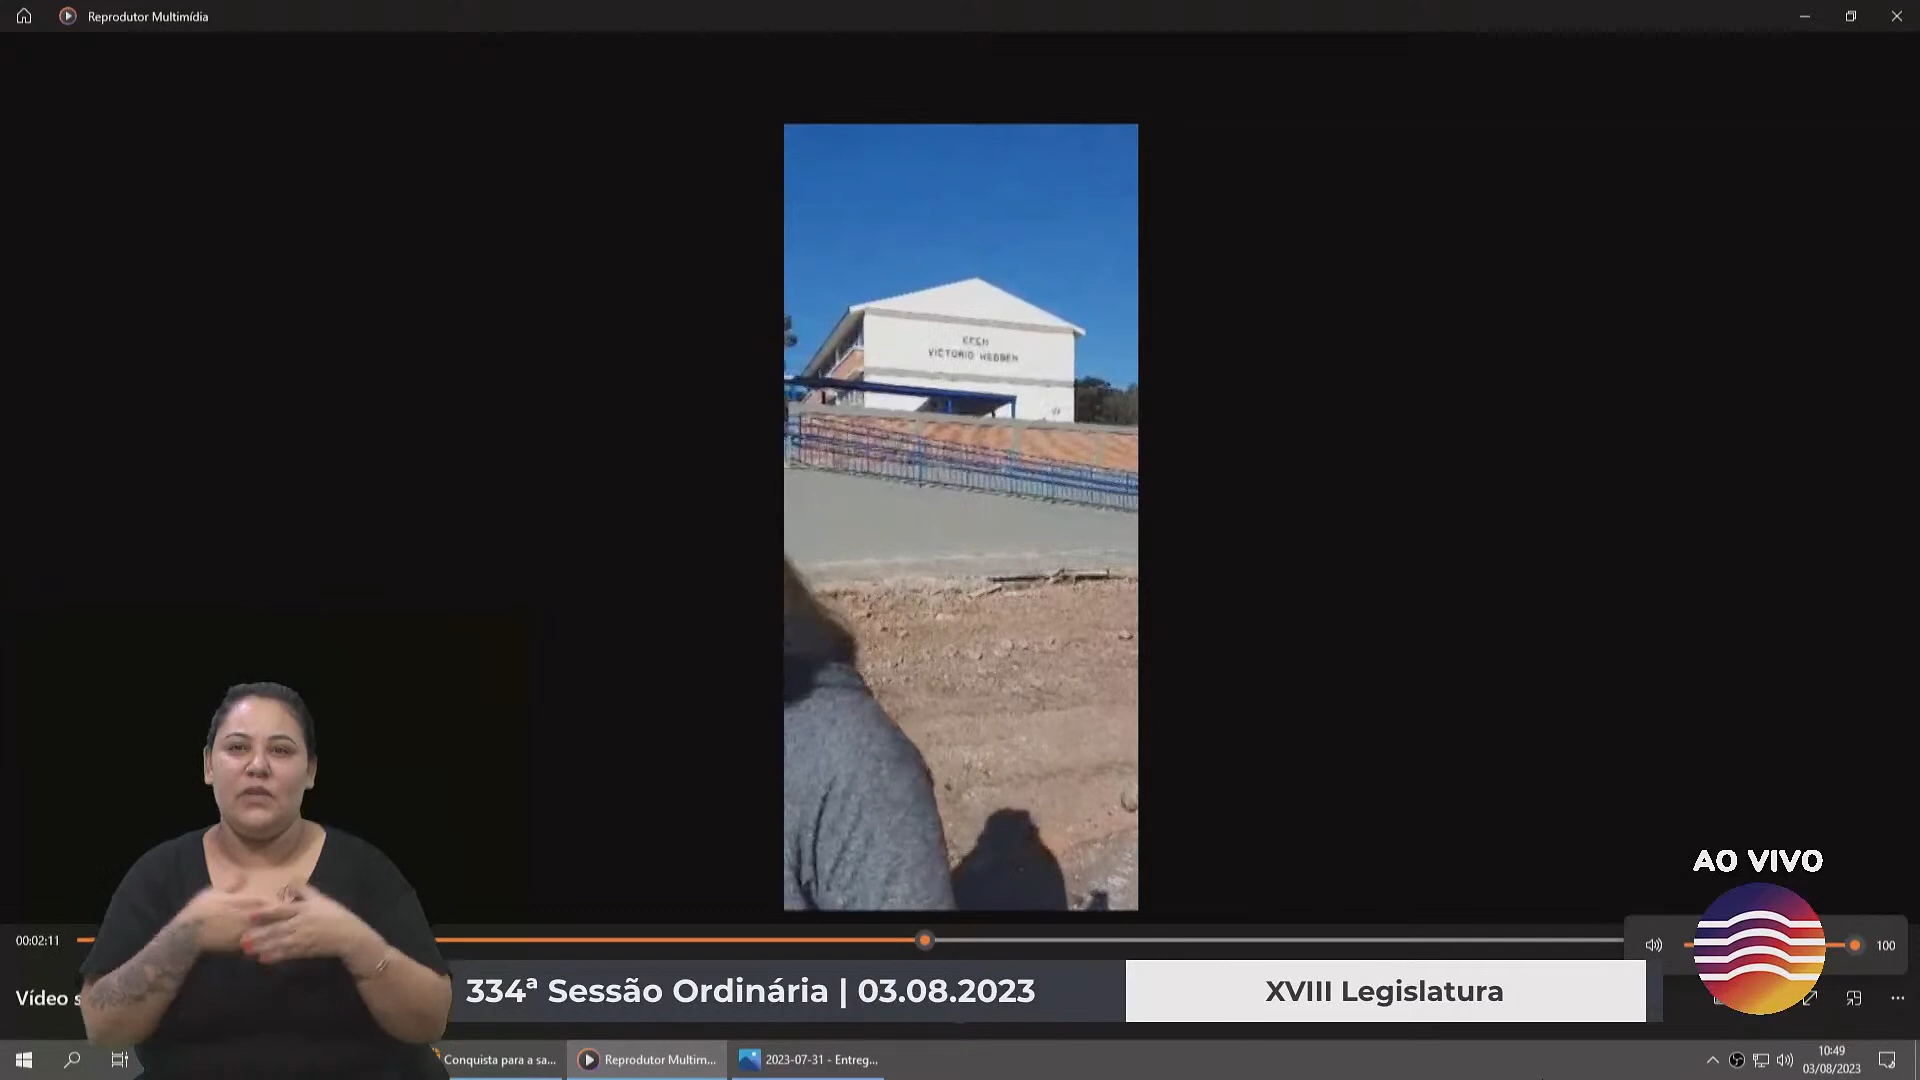 Reprodutor Multimídia
VICTORIO WEBBER
AO VIVO
00:02:11
100
Vídeo s
334ª Sessão Ordinária | 03.08.2023
XVIII Legislatura
Conquista para a sa...
Reprodutor Multim...
2023-07-31 - Entreg...
10:49
03/08/2023